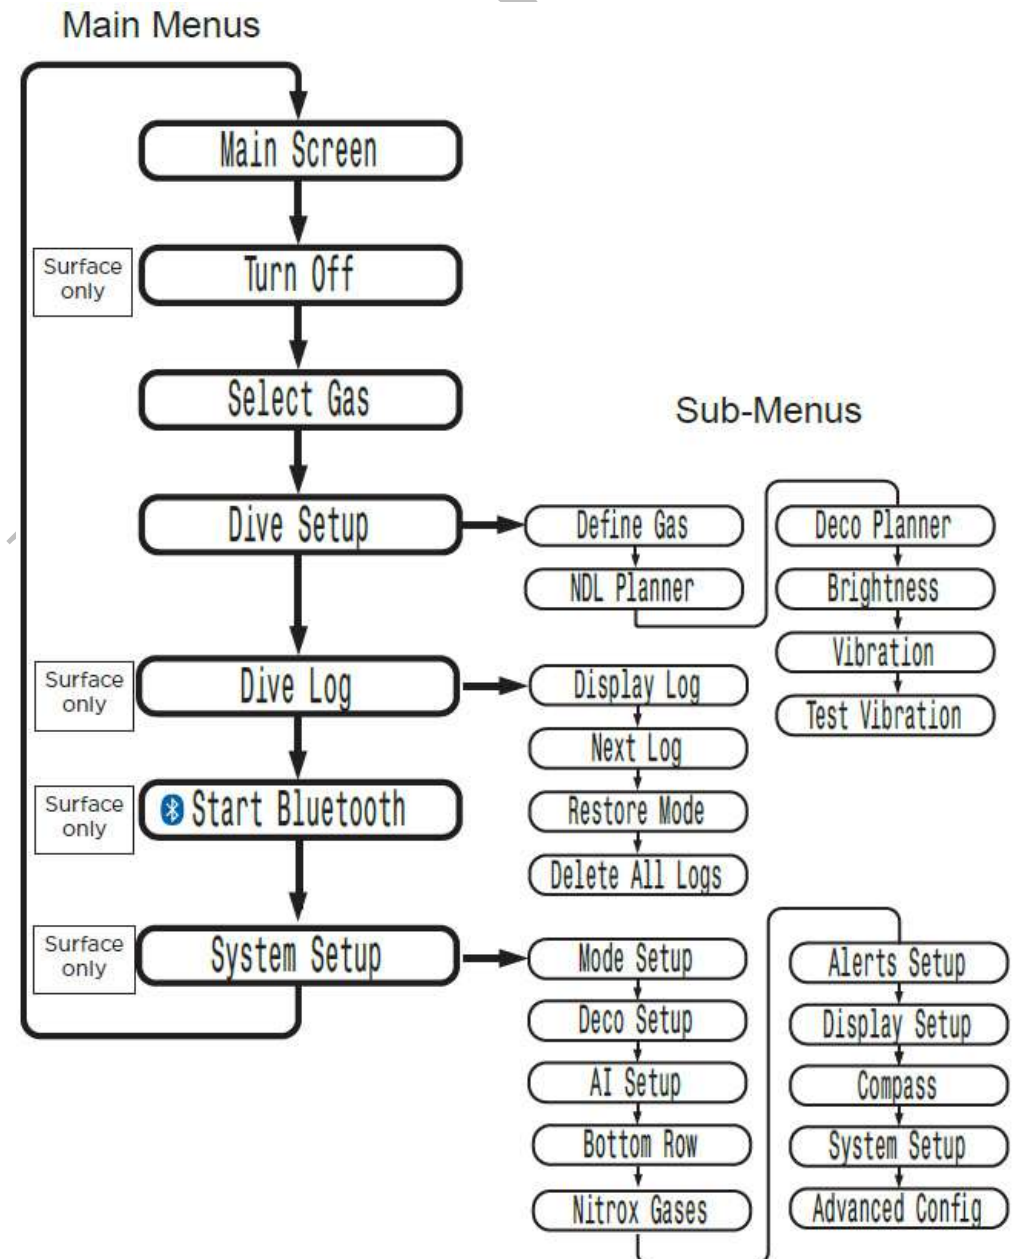 Main Menus
Main Screen
Surface
only
Turn Off
Select Gas
Sub-Menus
Dive Setup
Define Gas
NDL Planner
Deco Planner
Brightness
Vibration
Test Vibration
Surface
only
Dive Log
Display Log
Next Log
Restore Mode
Delete All Logs
Surface
only
Start Bluetooth
Surface
only
System Setup
Mode Setup
Deco Setup
AI Setup
Bottom Row
Nitrox Gases
Alerts Setup
Display Setup
Compass
System Setup
Advanced Config